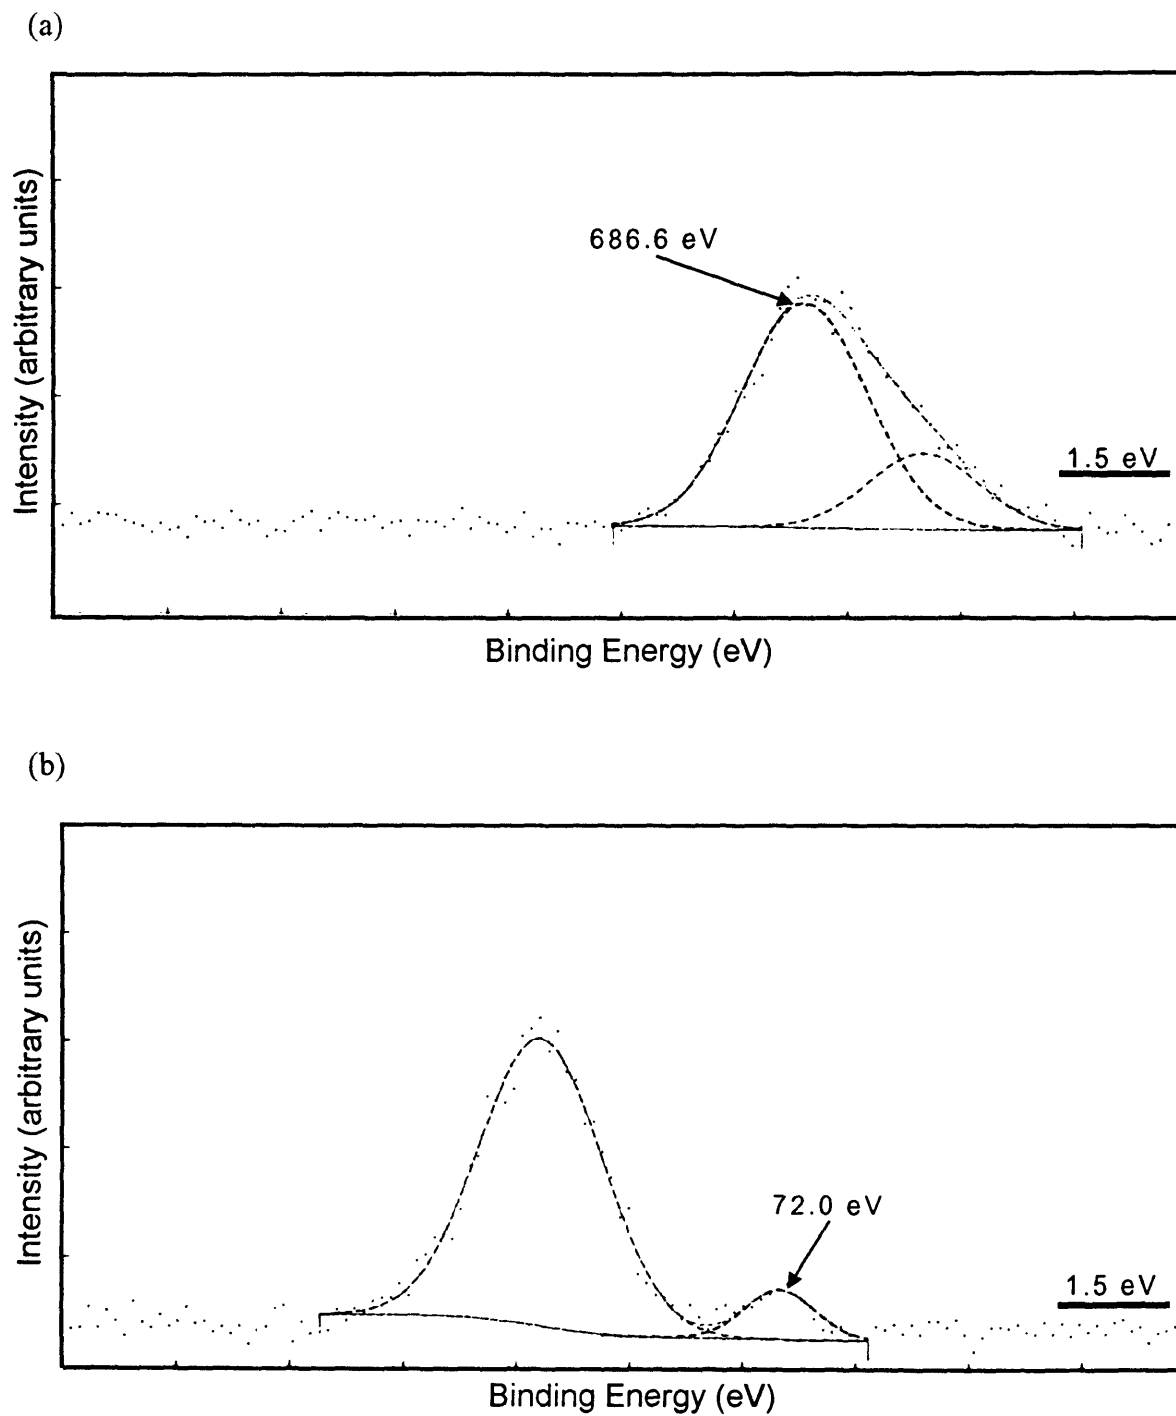 (a)
Intensity (arbitrary units)
686.6 eV
1.5 eV
Binding Energy (eV)
(b)
Intensity (arbitrary units)
72.0 eV
1.5 eV
Binding Energy (eV)